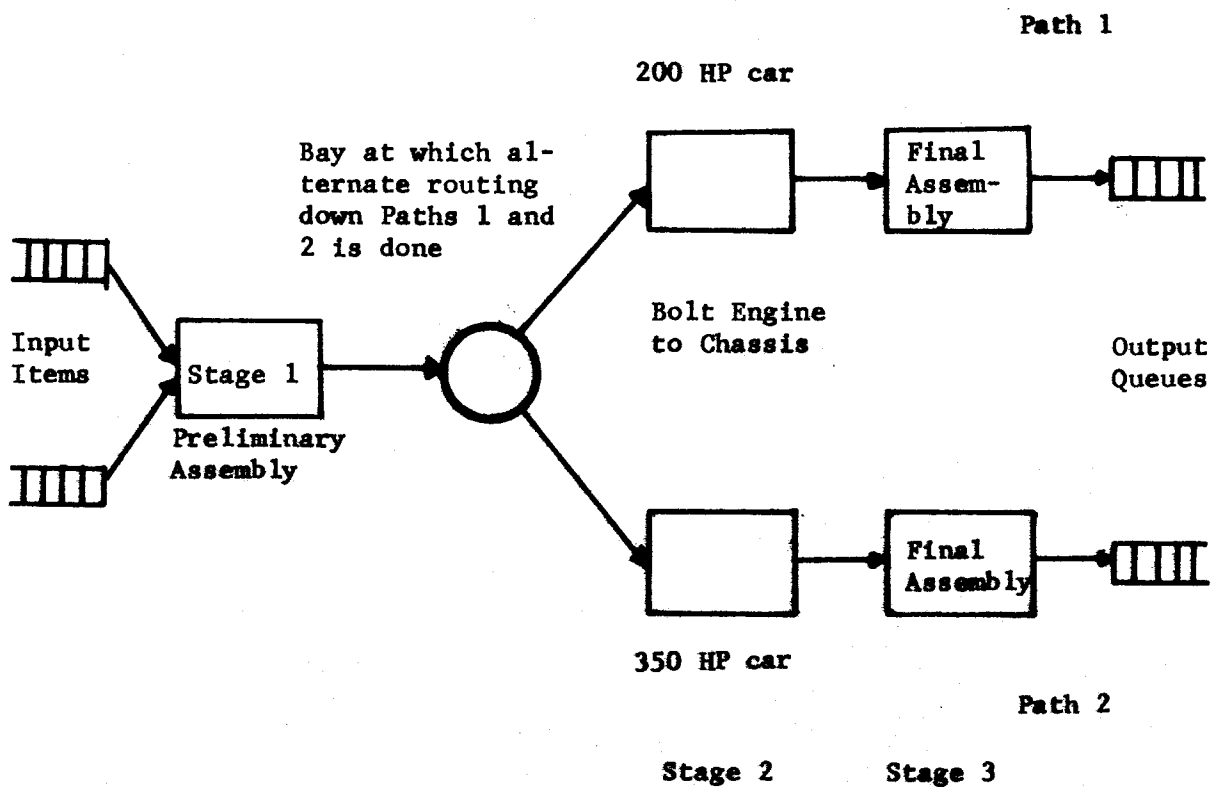 Path 1
200 HP car
Bay at which al-
ternate routing
down Paths 1 and
2 is done
Final
Assem-
bly
Input
Items
Stage 1
Preliminary
Assembly
Bolt Engine
to Chassis
Output
Queues
Final
Assembly
350 HP car
Path 2
Stage 2
Stage 3